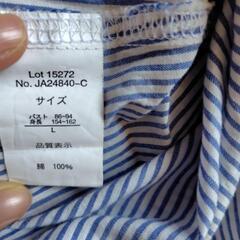 Lot 15272
No. JA24840-C
サイズ
バスト 86-94
身長 154-162
L
品質表示
綿 100%